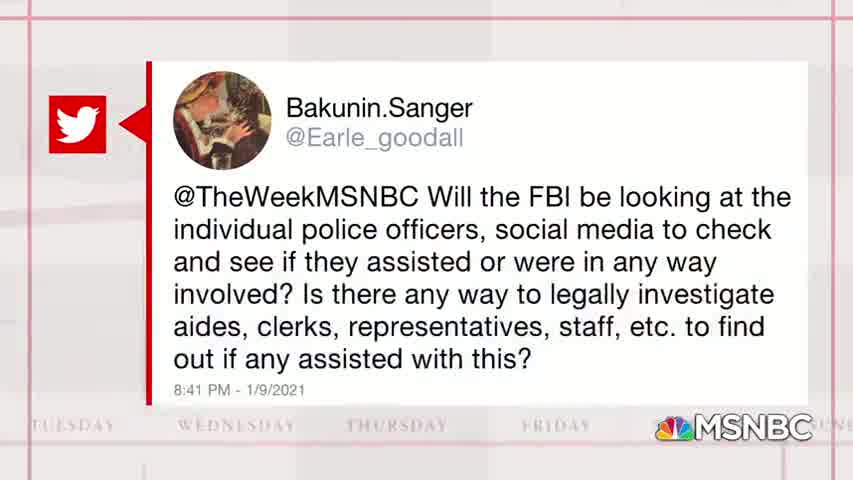 Bakunin.Sanger
@Earle_goodall
@TheWeekMSNBC Will the FBI be looking at the
individual police officers, social media to check
and see if they assisted or were in any way
involved? Is there any way to legally investigate
aides, clerks, representatives, staff, etc. to find
out if any assisted with this?
8:41 PM - 1/9/2021
TUESDAY WEDNESDAY THURSDAY FRIDAY
MSNBC